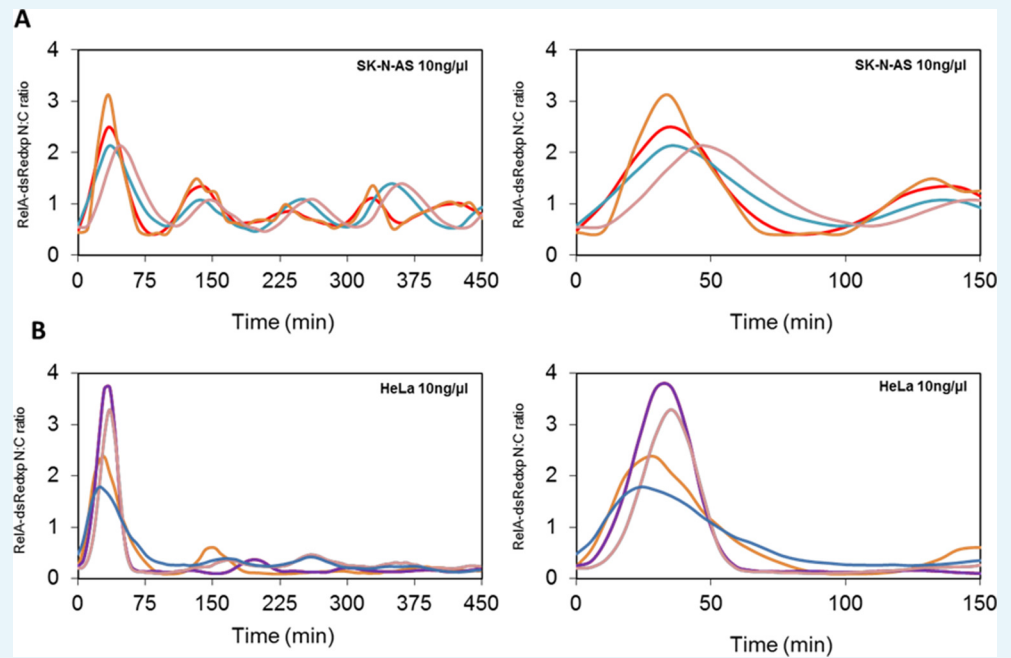 A
4
3
2
1
0
RelA-dsRedxp N:C ratio
SK-N-AS 10ng/µl
0 75 150 225 300 375 450
Time (min)
4
3
2
1
0
RelA-dsRedxp N:C ratio
SK-N-AS 10ng/µl
0 50 100 150
Time (min)
B
4
3
2
1
0
RelA-dsRedxp N:C ratio
HeLa 10ng/µl
0 75 150 225 300 375 450
Time (min)
4
3
2
1
0
RelA-dsRedxp N:C ratio
HeLa 10ng/µl
0 50 100 150
Time (min)